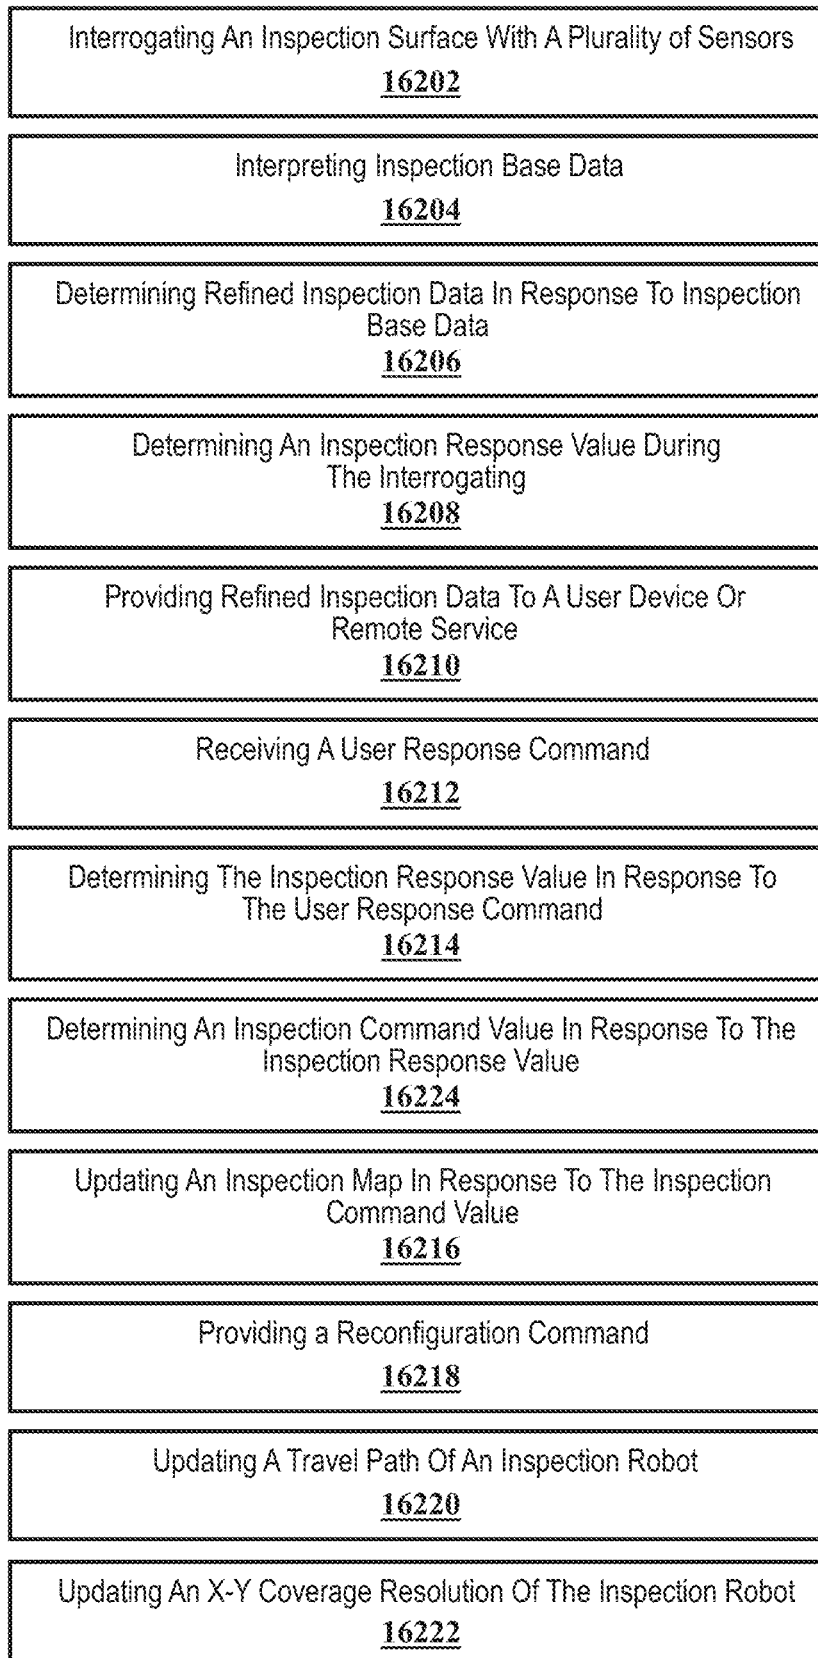 Interrogating An Inspection Surface With A Plurality of Sensors
16202
Interpreting Inspection Base Data
16204
Determining Refined Inspection Data In Response To Inspection
Base Data
16206
Determining An Inspection Response Value During
The Interrogating
16208
Providing Refined Inspection Data To A User Device Or
Remote Service
16210
Receiving A User Response Command
16212
Determining The Inspection Response Value In Response To
The User Response Command
16214
Determining An Inspection Command Value In Response To The
Inspection Response Value
16224
Updating An Inspection Map In Response To The Inspection
Command Value
16216
Providing a Reconfiguration Command
16218
Updating A Travel Path Of An Inspection Robot
16220
Updating An X-Y Coverage Resolution Of The Inspection Robot
16222